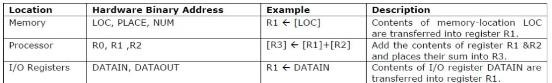 Location Hardware Binary Address Example Description
Memory LOC, PLACE, NUM R1 ← [LOC] Contents of memory-location LOC
are transferred into register R1.
Processor R0, R1 ,R2 [R3] ← [R1]+[R2] Add the contents of register R1 &R2
and places their sum into R3.
I/O Registers DATAIN, DATAOUT R1 ← DATAIN Contents of I/O register DATAIN are
transferred into register R1.